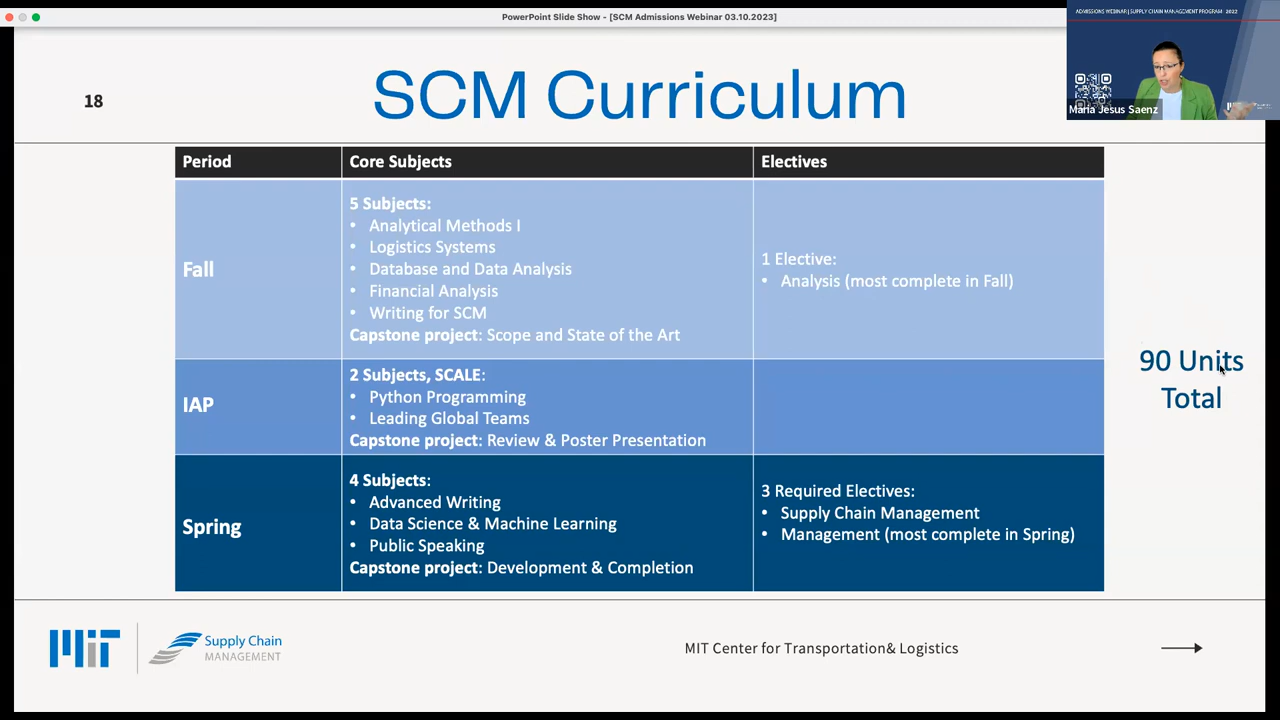 PowerPoint Slide Show - [SCM Admissions Webinar 03.10.2023]
ADMISSIONS WEBINAR | SUPPLY CHAIN MANAGEMENT PROGRAM 2023
Maria Jesus Saenz
18
SCM Curriculum
Period
Core Subjects
Electives
Fall
5 Subjects:
• Analytical Methods I
• Logistics Systems
• Database and Data Analysis
• Financial Analysis
• Writing for SCM
Capstone project: Scope and State of the Art
1 Elective:
• Analysis (most complete in Fall)
IAP
2 Subjects, SCALE:
• Python Programming
• Leading Global Teams
Capstone project: Review & Poster Presentation
Spring
4 Subjects:
• Advanced Writing
• Data Science & Machine Learning
• Public Speaking
Capstone project: Development & Completion
3 Required Electives:
• Supply Chain Management
• Management (most complete in Spring)
90 Units
Total
MIT
Supply Chain
MANAGEMENT
MIT Center for Transportation& Logistics